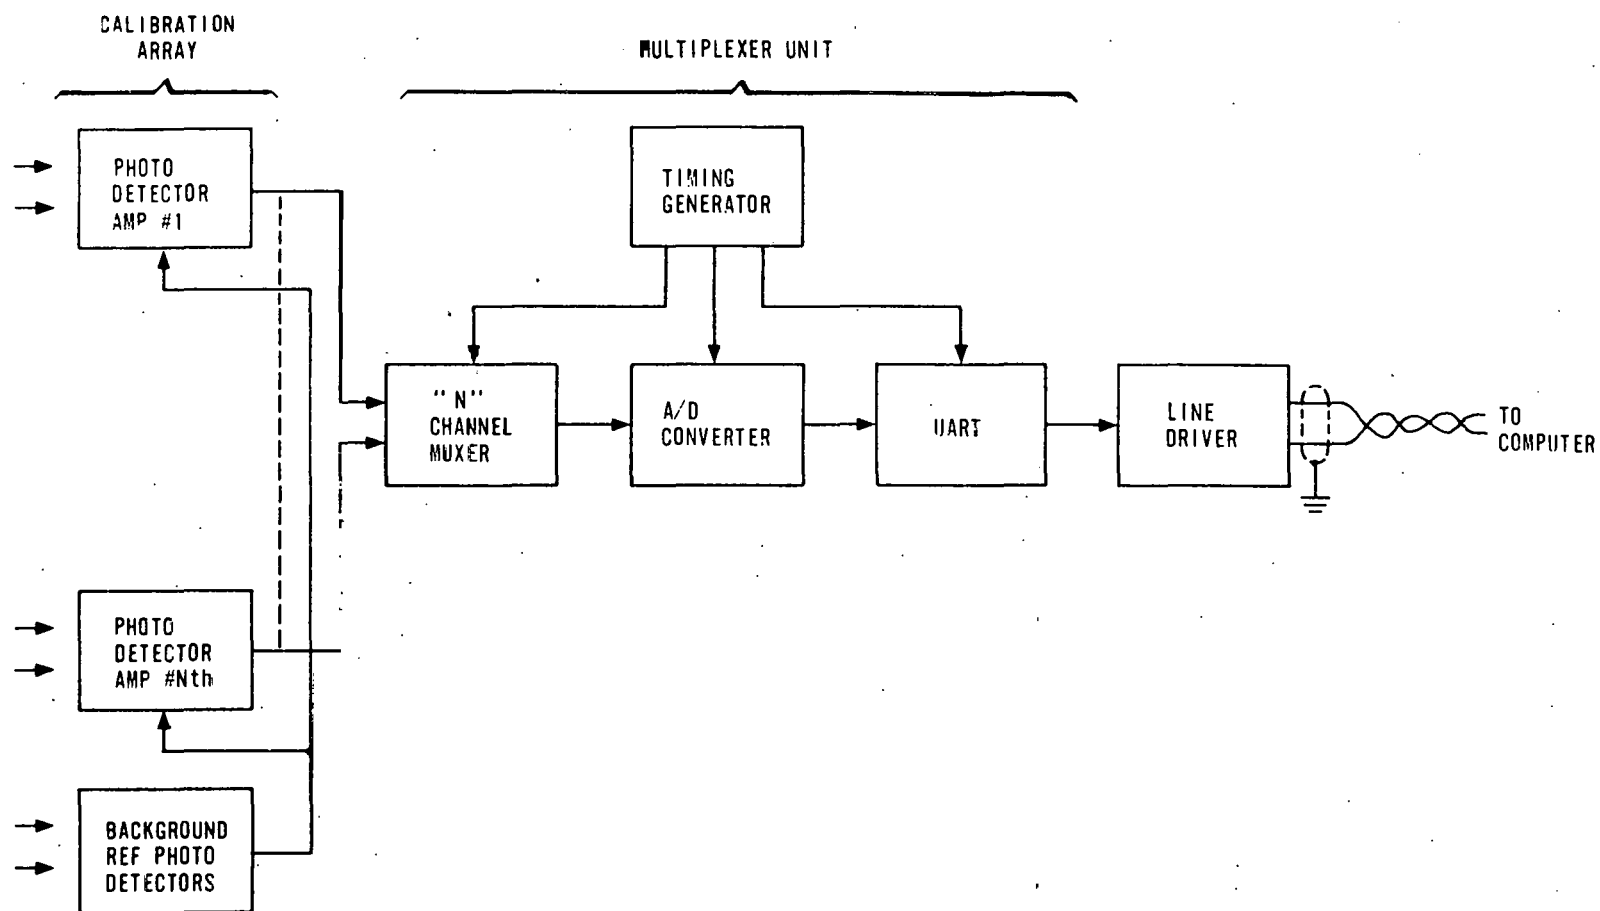 CALIBRATION
ARRAY
MULTIPLEXER UNIT
PHOTO
DETECTOR
AMP #1
TIMING
GENERATOR
"N"
CHANNEL
MUXER
A/D
CONVERTER
UART
LINE
DRIVER
TO
COMPUTER
PHOTO
DETECTOR
AMP #Nth
BACKGROUND
REF PHOTO
DETECTORS